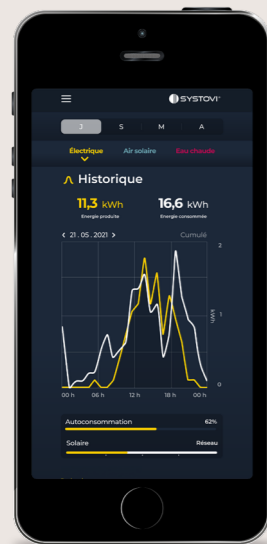 SYSTOVI
J S M A
Électrique Air solaire Eau chaude
Historique
11,3 kWh 16,6 kWh
Energie produite Energie consommée
< 21 . 05 . 2021 > Cumulé
2
1
kWh
0
00 h 06 h 12 h 18 h 00 h
Autoconsommation 62%
Solaire Réseau